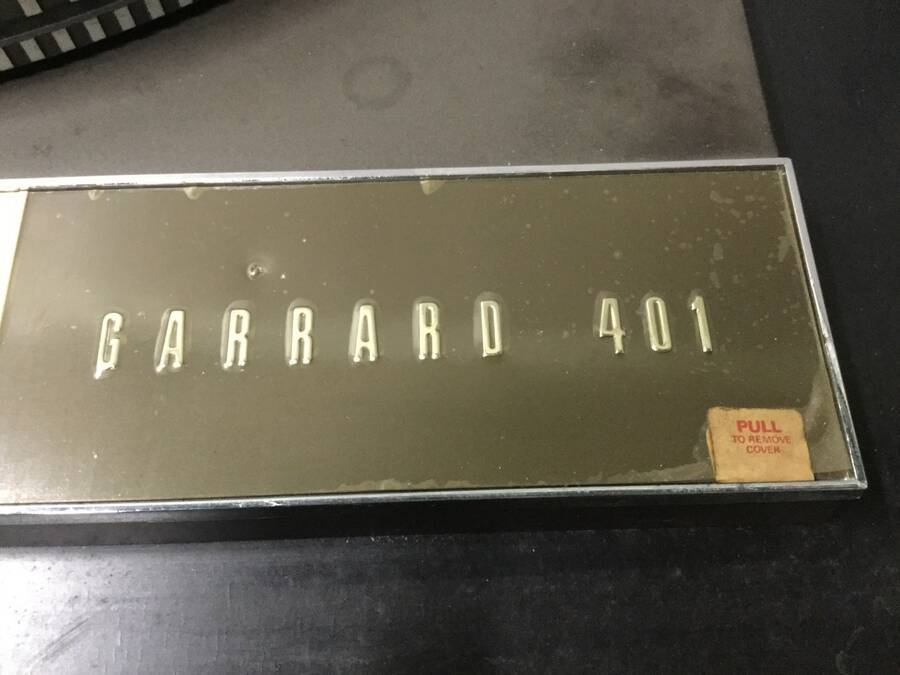 GARRARD 401
PULL
TO REMOVE
COVER